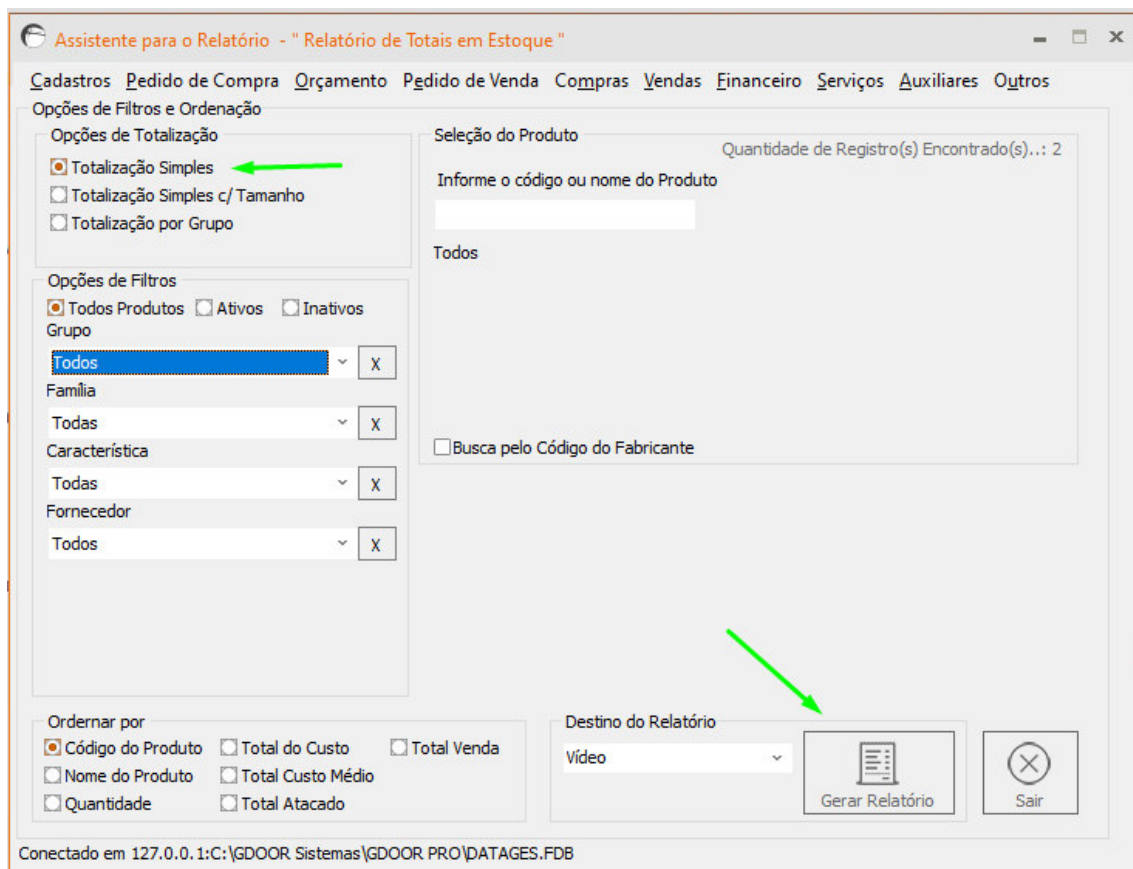 Assistente para o Relatório - " Relatório de Totais em Estoque "
Cadastros Pedido de Compra Orçamento Pedido de Venda Compras Vendas Financeiro Serviços Auxiliares Outros
Opções de Filtros e Ordenação
Opções de Totalização
Totalização Simples
Totalização Simples c/ Tamanho
Totalização por Grupo
Seleção do Produto
Quantidade de Registro(s) Encontrado(s)..: 2
Informe o código ou nome do Produto
Todos
Busca pelo Código do Fabricante
Opções de Filtros
Todos Produtos Ativos Inativos
Grupo
Todos X
Família
Todas X
Característica
Todas X
Fornecedor
Todos X
Ordernar por
Código do Produto Total do Custo Total Venda
Nome do Produto Total Custo Médio
Quantidade Total Atacado
Destino do Relatório
Vídeo
Gerar Relatório
Sair
Conectado em 127.0.0.1:C:\GDOOR Sistemas\GDOOR PRO\DATAGES.FDB